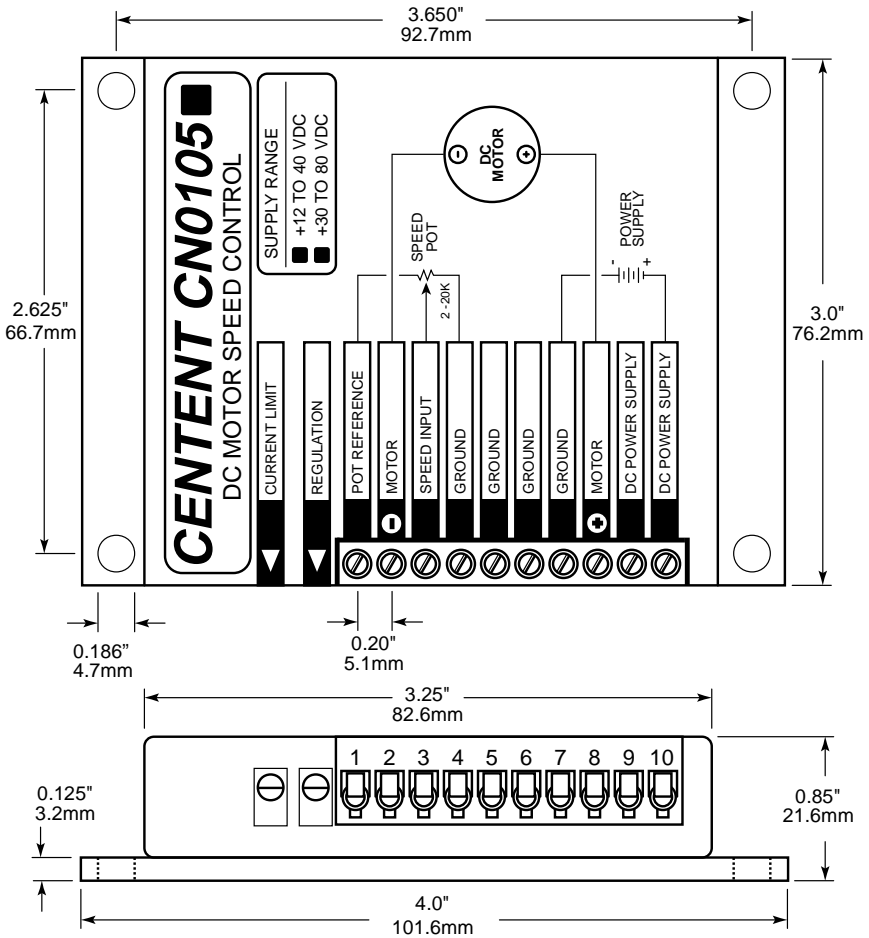 3.650"
92.7mm
CENTENT CN0105
DC MOTOR SPEED CONTROL
SUPPLY RANGE
+12 TO 40 VDC
+30 TO 80 VDC
-
DC
MOTOR
+
SPEED
POT
2 -20K
POWER
SUPPLY
-
+
2.625"
66.7mm
3.0"
76.2mm
CURRENT LIMIT
REGULATION
POT REFERENCE
MOTOR
-
SPEED INPUT
GROUND
GROUND
GROUND
GROUND
MOTOR
+
DC POWER SUPPLY
DC POWER SUPPLY
0.186”
4.7mm
0.20"
5.1mm
3.25"
82.6mm
1 2 3 4 5 6 7 8 9 10
0.125"
3.2mm
0.85"
21.6mm
4.0"
101.6mm